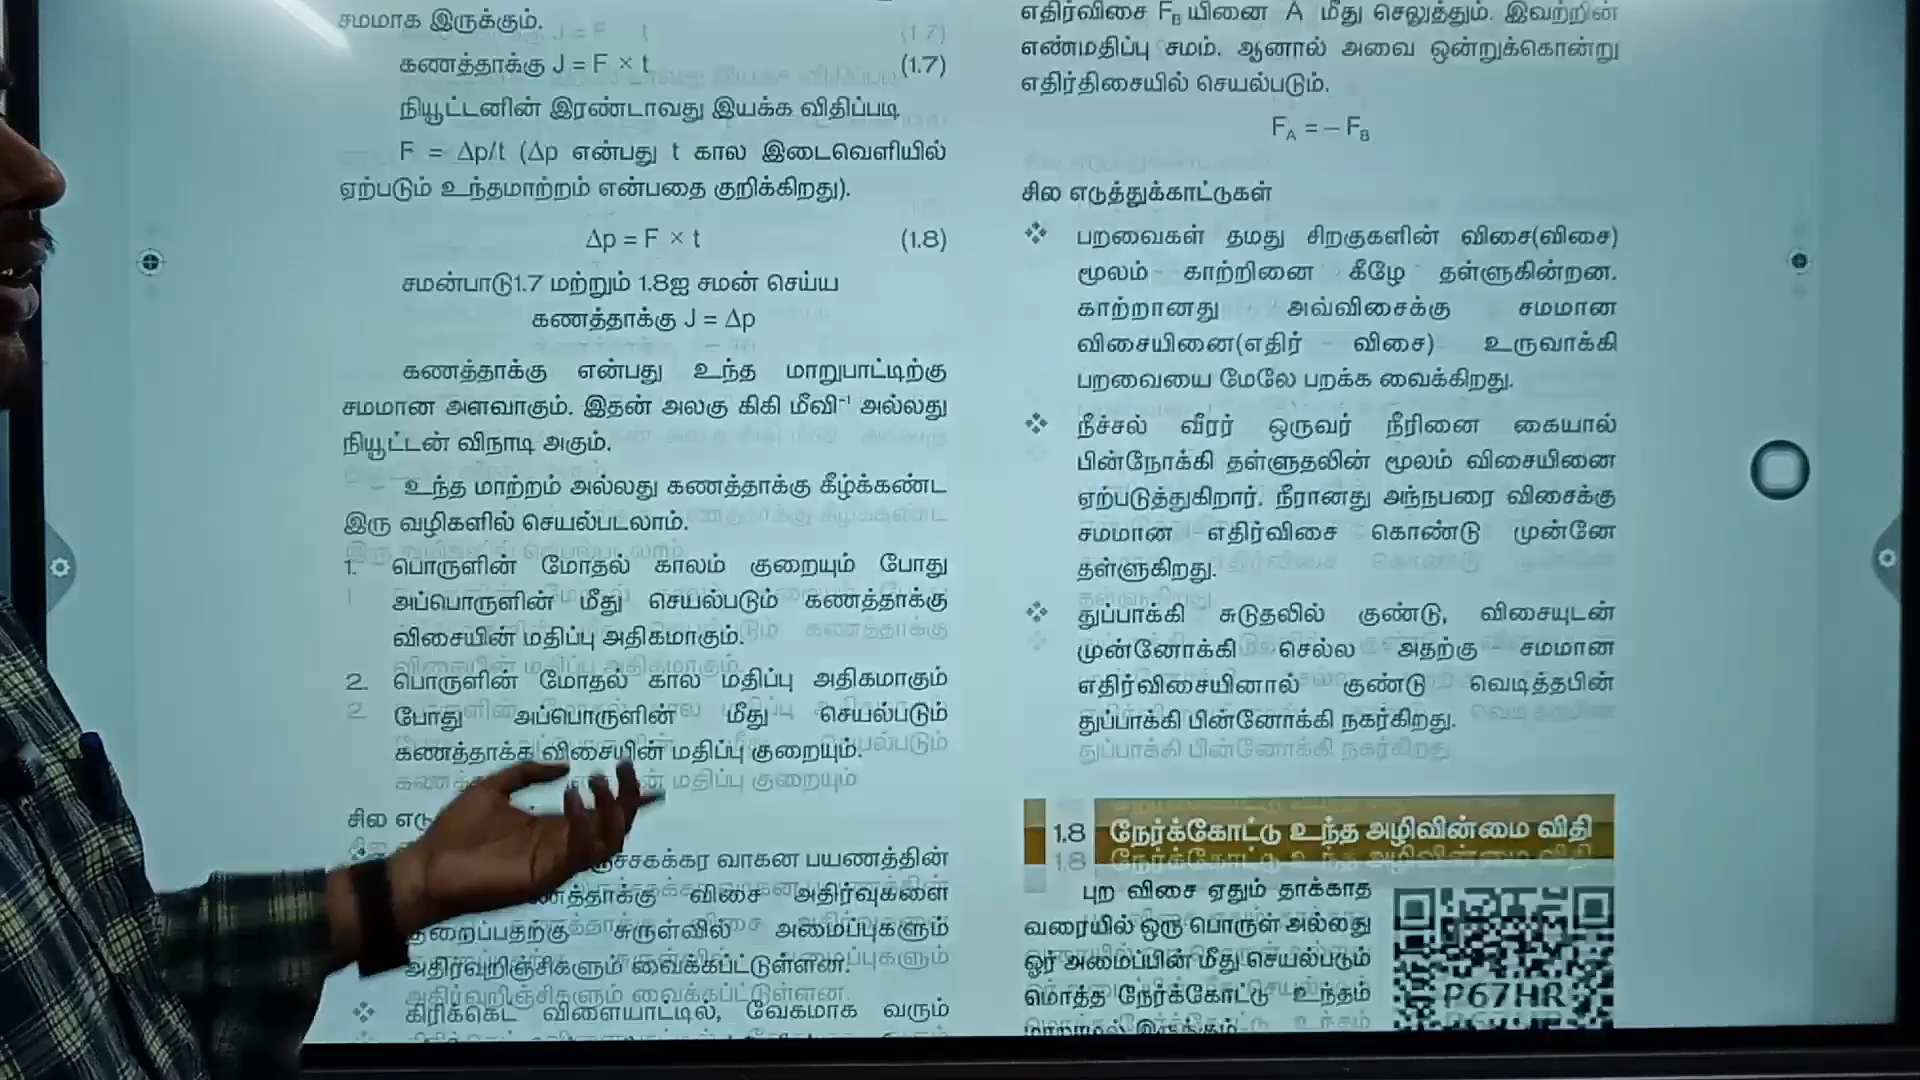 சமமாக இருக்கும்.
கணத்தாக்கு J = F × t (1.7)
நியூட்டனின் இரண்டாவது இயக்க விதிப்படி
F = Δp/t (Δp என்பது t கால இடைவெளியில்
ஏற்படும் உந்தமாற்றம் என்பதை குறிக்கிறது).
Δp = F × t (1.8)
சமன்பாடு1.7 மற்றும் 1.8ஐ சமன் செய்ய
கணத்தாக்கு J = Δp
கணத்தாக்கு என்பது உந்த மாறுபாட்டிற்கு
சமமான அளவாகும். இதன் அலகு கிகி மீவி⁻¹ அல்லது
நியூட்டன் விநாடி அகும்.
உந்த மாற்றம் அல்லது கணத்தாக்கு கீழ்க்கண்ட
இரு வழிகளில் செயல்படலாம்.
1. பொருளின் மோதல் காலம் குறையும் போது
அப்பொருளின் மீது செயல்படும் கணத்தாக்கு
விசையின் மதிப்பு அதிகமாகும்.
2. பொருளின் மோதல் கால மதிப்பு அதிகமாகும்
போது அப்பொருளின் மீது செயல்படும்
கணத்தாக்க விசையின் மதிப்பு குறையும்.
சில
வாகன பயணத்தின்
விசை அதிர்வுகளை
குறைப்பதற்கு சுருள்வில் அமைப்புகளும்
அதிர்வுறிஞ்சிகளும் வைக்கப்பட்டுள்ளன.
❖ கிரிக்கெட் விளையாட்டில், வேகமாக வரும்
எதிர்விசை F_B யினை A மீது செலுத்தும். இவற்றின்
எண்மதிப்பு சமம். ஆனால் அவை ஒன்றுக்கொன்று
எதிர்திசையில் செயல்படும்.
F_A = – F_B
சில எடுத்துக்காட்டுகள்
❖ பறவைகள் தமது சிறகுகளின் விசை(விசை)
மூலம் காற்றினை கீழே தள்ளுகின்றன.
காற்றானது அவ்விசைக்கு சமமான
விசையினை(எதிர் விசை) உருவாக்கி
பறவையை மேலே பறக்க வைக்கிறது.
❖ நீச்சல் வீரர் ஒருவர் நீரினை கையால்
பின்நோக்கி தள்ளுதலின் மூலம் விசையினை
ஏற்படுத்துகிறார். நீரானது அந்நபரை விசைக்கு
சமமான எதிர்விசை கொண்டு முன்னே
தள்ளுகிறது.
❖ துப்பாக்கி சுடுதலில் குண்டு, விசையுடன்
முன்னோக்கி செல்ல அதற்கு சமமான
எதிர்விசையினால் குண்டு வெடித்தபின்
துப்பாக்கி பின்னோக்கி நகர்கிறது.
1.8 நேர்க்கோட்டு உந்த அழிவின்மை விதி
புற விசை ஏதும் தாக்காத
வரையில் ஒரு பொருள் அல்லது
ஓர் அமைப்பின் மீது செயல்படும்
மொத்த நேர்க்கோட்டு உந்தம்
மாறாமல் இருக்கும்.
P67HR